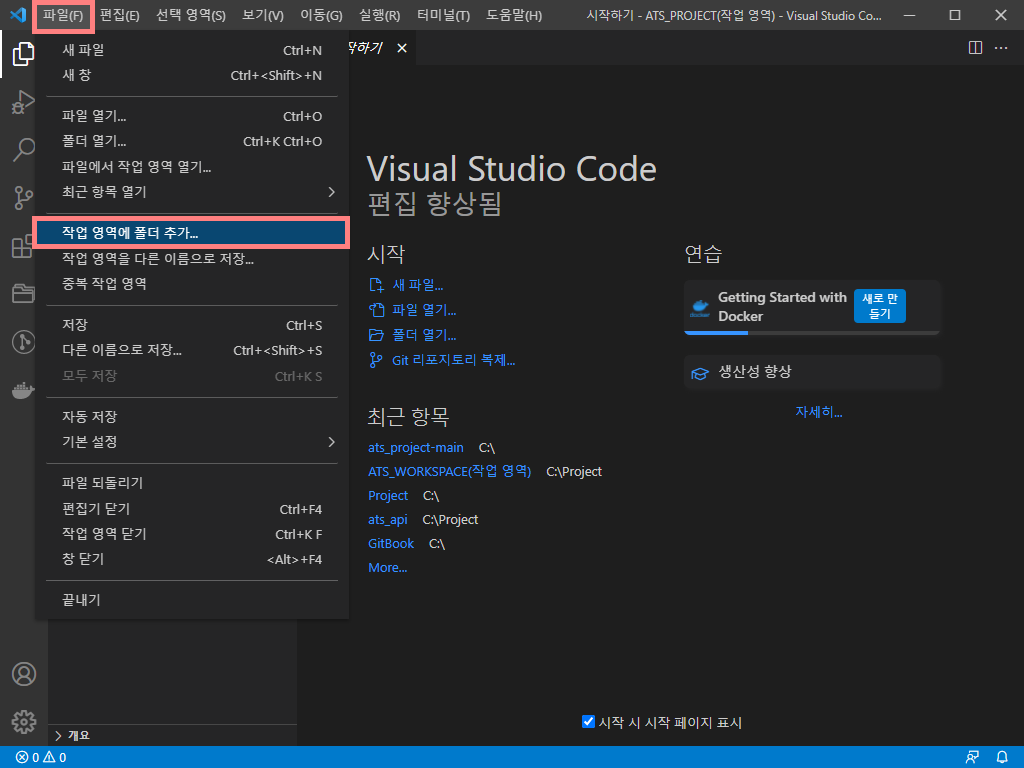 파일(F) 편집(E) 선택 영역(S) 보기(V) 이동(G) 실행(R) 터미널(T) 도움말(H) 시작하기 - ATS_PROJECT(작업 영역) - Visual Studio Co...
새 파일 Ctrl+N
새 창 Ctrl+<Shift>+N
파일 열기... Ctrl+O
폴더 열기... Ctrl+K Ctrl+O
파일에서 작업 영역 열기...
최근 항목 열기
작업 영역에 폴더 추가...
작업 영역을 다른 이름으로 저장...
중복 작업 영역
저장 Ctrl+S
다른 이름으로 저장... Ctrl+<Shift>+S
모두 저장 Ctrl+K S
자동 저장
기본 설정
파일 되돌리기
편집기 닫기 Ctrl+F4
작업 영역 닫기 Ctrl+K F
창 닫기 <Alt>+F4
끝내기
Visual Studio Code
편집 향상됨
시작
새 파일...
파일 열기...
폴더 열기...
Git 리포지토리 복제...
최근 항목
ats_project-main C:\
ATS_WORKSPACE(작업 영역) C:\Project
Project C:\
ats_api C:\Project
GitBook C:\
More...
연습
Getting Started with
Docker
새로 만
들기
docker
생산성 향상
자세히...
시작 시 시작 페이지 표시
개요
0 0